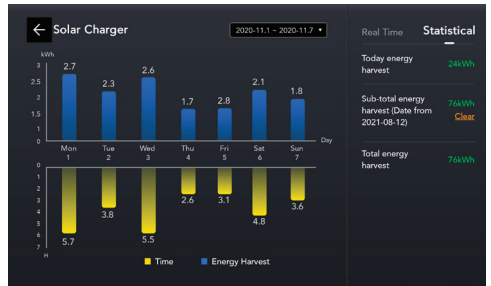 Solar Charger
2020-11.1 ~ 2020-11.7
Real Time Statistical
kWh
3
2.5
2
1.5
1
0
2.7 2.3 2.6 1.7 2.8 2.1 1.8
Day
Mon Tue Wed Thu Fri Sat Sun
1 2 3 4 5 6 7
0
1
2
3
4
5
6
7
H
5.7 3.8 5.5 2.6 3.1 4.8 3.6
Time Energy Harvest
Today energy
harvest
24kWh
Sub-total energy
harvest (Date from
2021-08-12)
76kWh
Clear
Total energy
harvest
76kWh